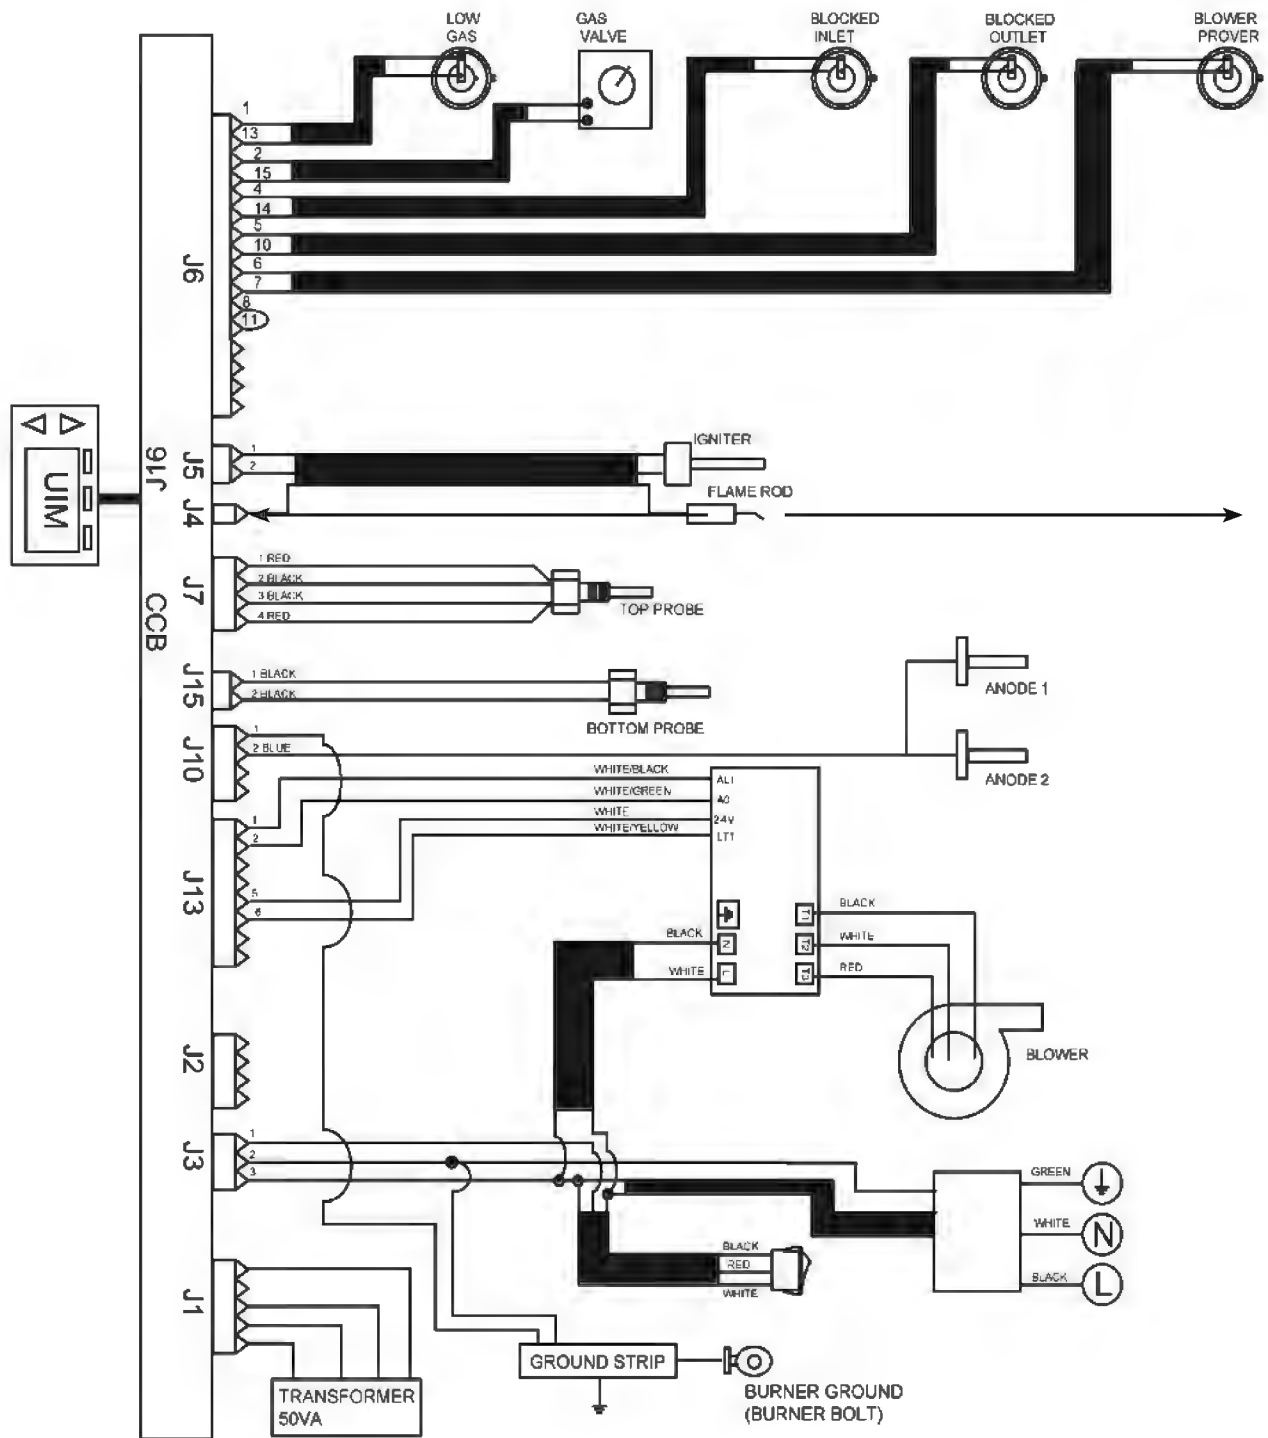 LOW GAS
GAS VALVE
BLOCKED INLET
BLOCKED OUTLET
BLOWER PROVER
J6
1
13
2
15
4
14
5
10
6
7
8
11
UIM
J16
CCB
J5
1
2
IGNITER
J4
FLAME ROD
J7
1 RED
2 BLACK
3 BLACK
4 RED
TOP PROBE
J15
1 BLACK
2 BLACK
BOTTOM PROBE
ANODE 1
ANODE 2
J10
1
2 BLUE
J13
1
2
5
6
WHITE/BLACK
WHITE/GREEN
WHITE
WHITE/YELLOW
24V
BLACK
N
WHITE
L
T1
BLACK
T2
WHITE
T3
RED
BLOWER
J2
J3
1
2
3
BLACK
RED
WHITE
GREEN
WHITE
N
BLACK
L
J1
TRANSFORMER
50VA
GROUND STRIP
BURNER GROUND
(BURNER BOLT)